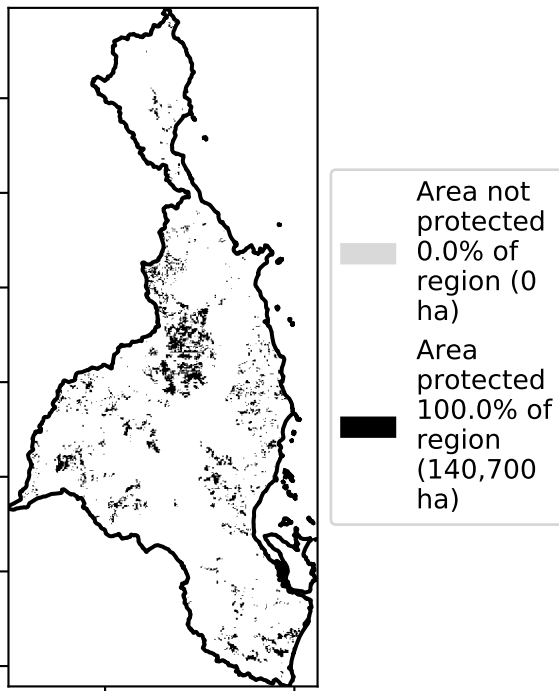 Area not
protected
0.0% of
region (0
ha)
Area
protected
100.0% of
region
(140,700
ha)